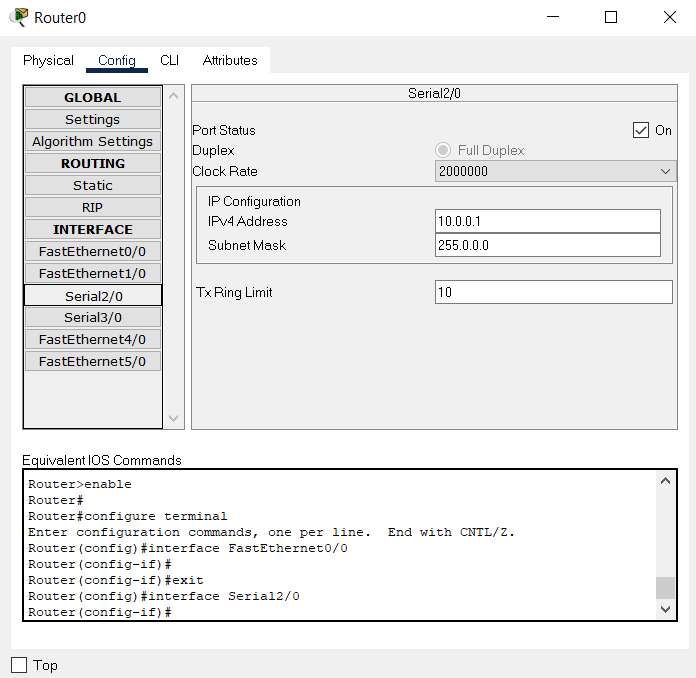 Router0
Physical Config CLI Attributes
GLOBAL
Settings
Algorithm Settings
ROUTING
Static
RIP
INTERFACE
FastEthernet0/0
FastEthernet1/0
Serial2/0
Serial3/0
FastEthernet4/0
FastEthernet5/0
Serial2/0
Port Status On
Duplex Full Duplex
Clock Rate 2000000
IP Configuration
IPv4 Address 10.0.0.1
Subnet Mask 255.0.0.0
Tx Ring Limit 10
Equivalent IOS Commands
Router>enable
Router#
Router#configure terminal
Enter configuration commands, one per line.  End with CNTL/Z.
Router(config)#interface FastEthernet0/0
Router(config-if)#
Router(config-if)#exit
Router(config)#interface Serial2/0
Router(config-if)#
Top